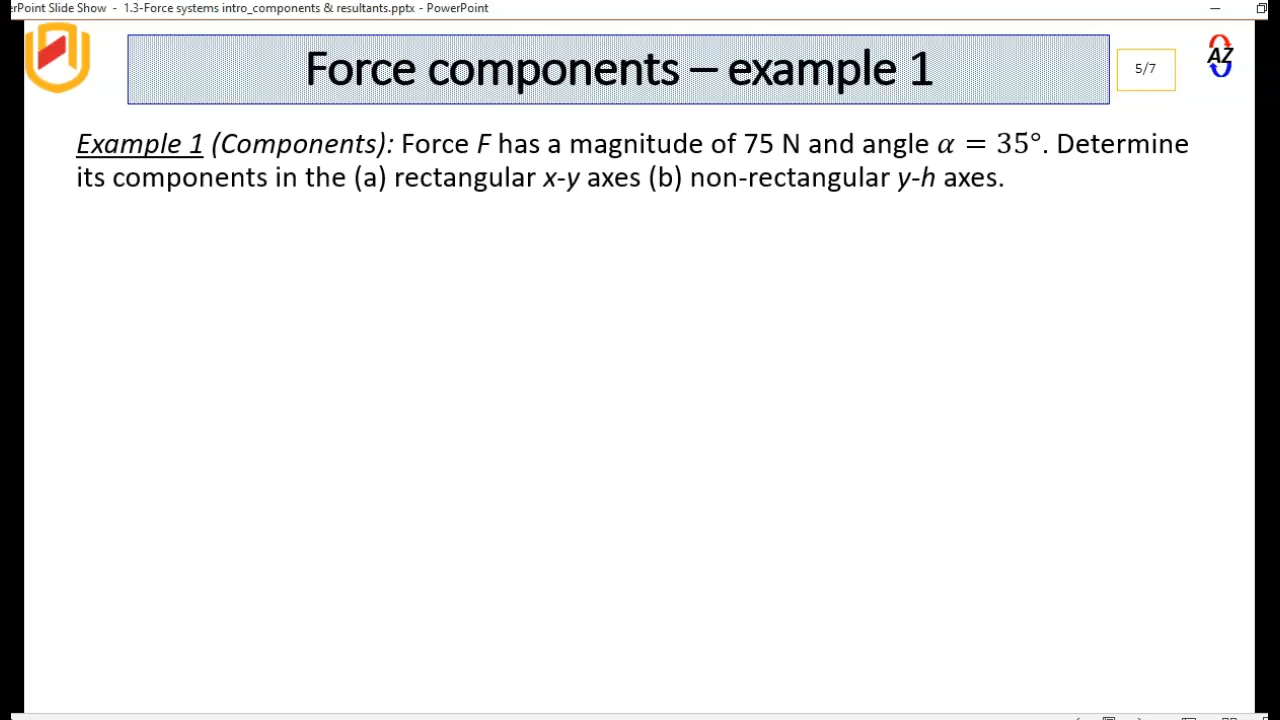 erPoint Slide Show - 1.3-Force systems intro_components & resultants.pptx - PowerPoint
Force components – example 1
5/7
AZ
Example 1 (Components): Force F has a magnitude of 75 N and angle α = 35°. Determine
its components in the (a) rectangular x-y axes (b) non-rectangular y-h axes.